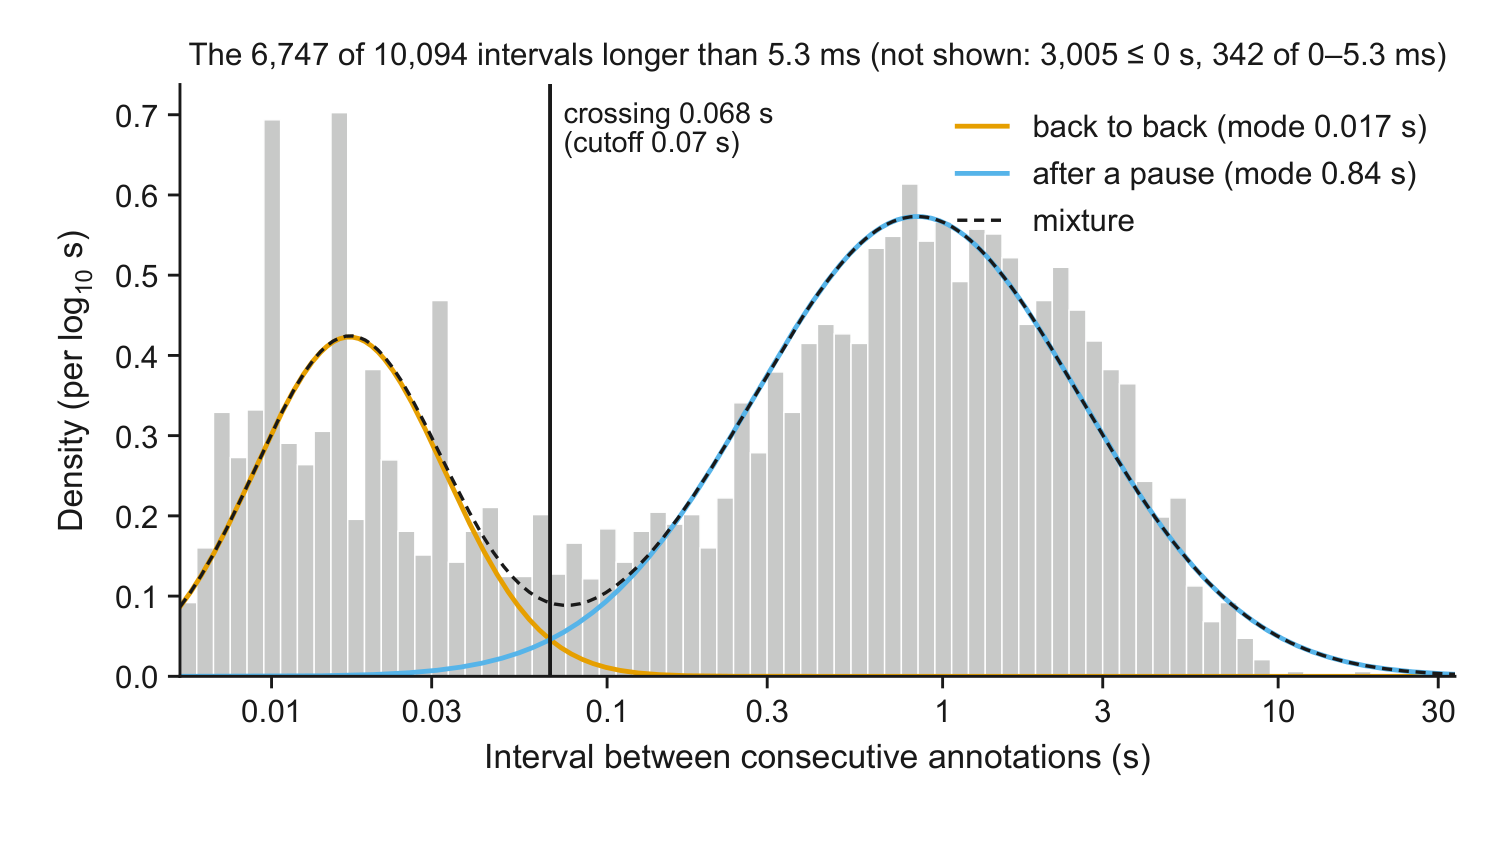 The 6,747 of 10,094 intervals longer than 5.3 ms (not shown: 3,005 ≤ 0 s, 342 of 0–5.3 ms)
crossing 0.068 s
(cutoff 0.07 s)
back to back (mode 0.017 s)
after a pause (mode 0.84 s)
mixture
Density (per log₁₀ s)
0.7
0.6
0.5
0.4
0.3
0.2
0.1
0.0
0.01
0.03
0.1
0.3
1
3
10
30
Interval between consecutive annotations (s)